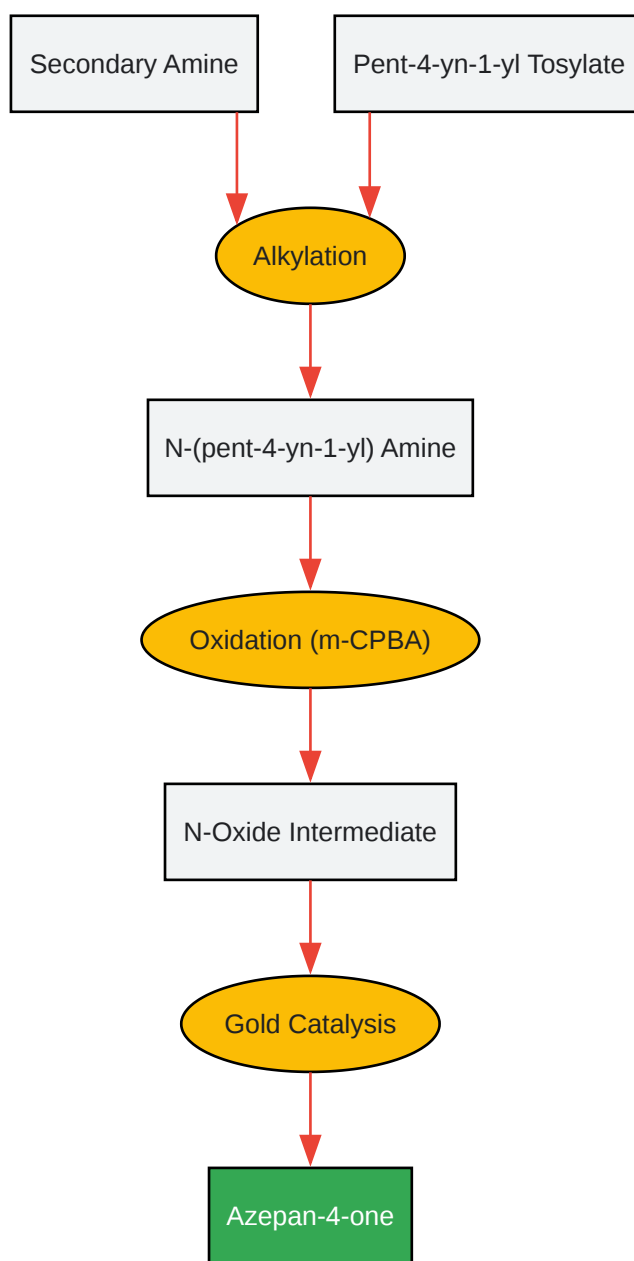 Secondary Amine
Pent-4-yn-1-yl Tosylate
Alkylation
N-(pent-4-yn-1-yl) Amine
Oxidation (m-CPBA)
N-Oxide Intermediate
Gold Catalysis
Azepan-4-one